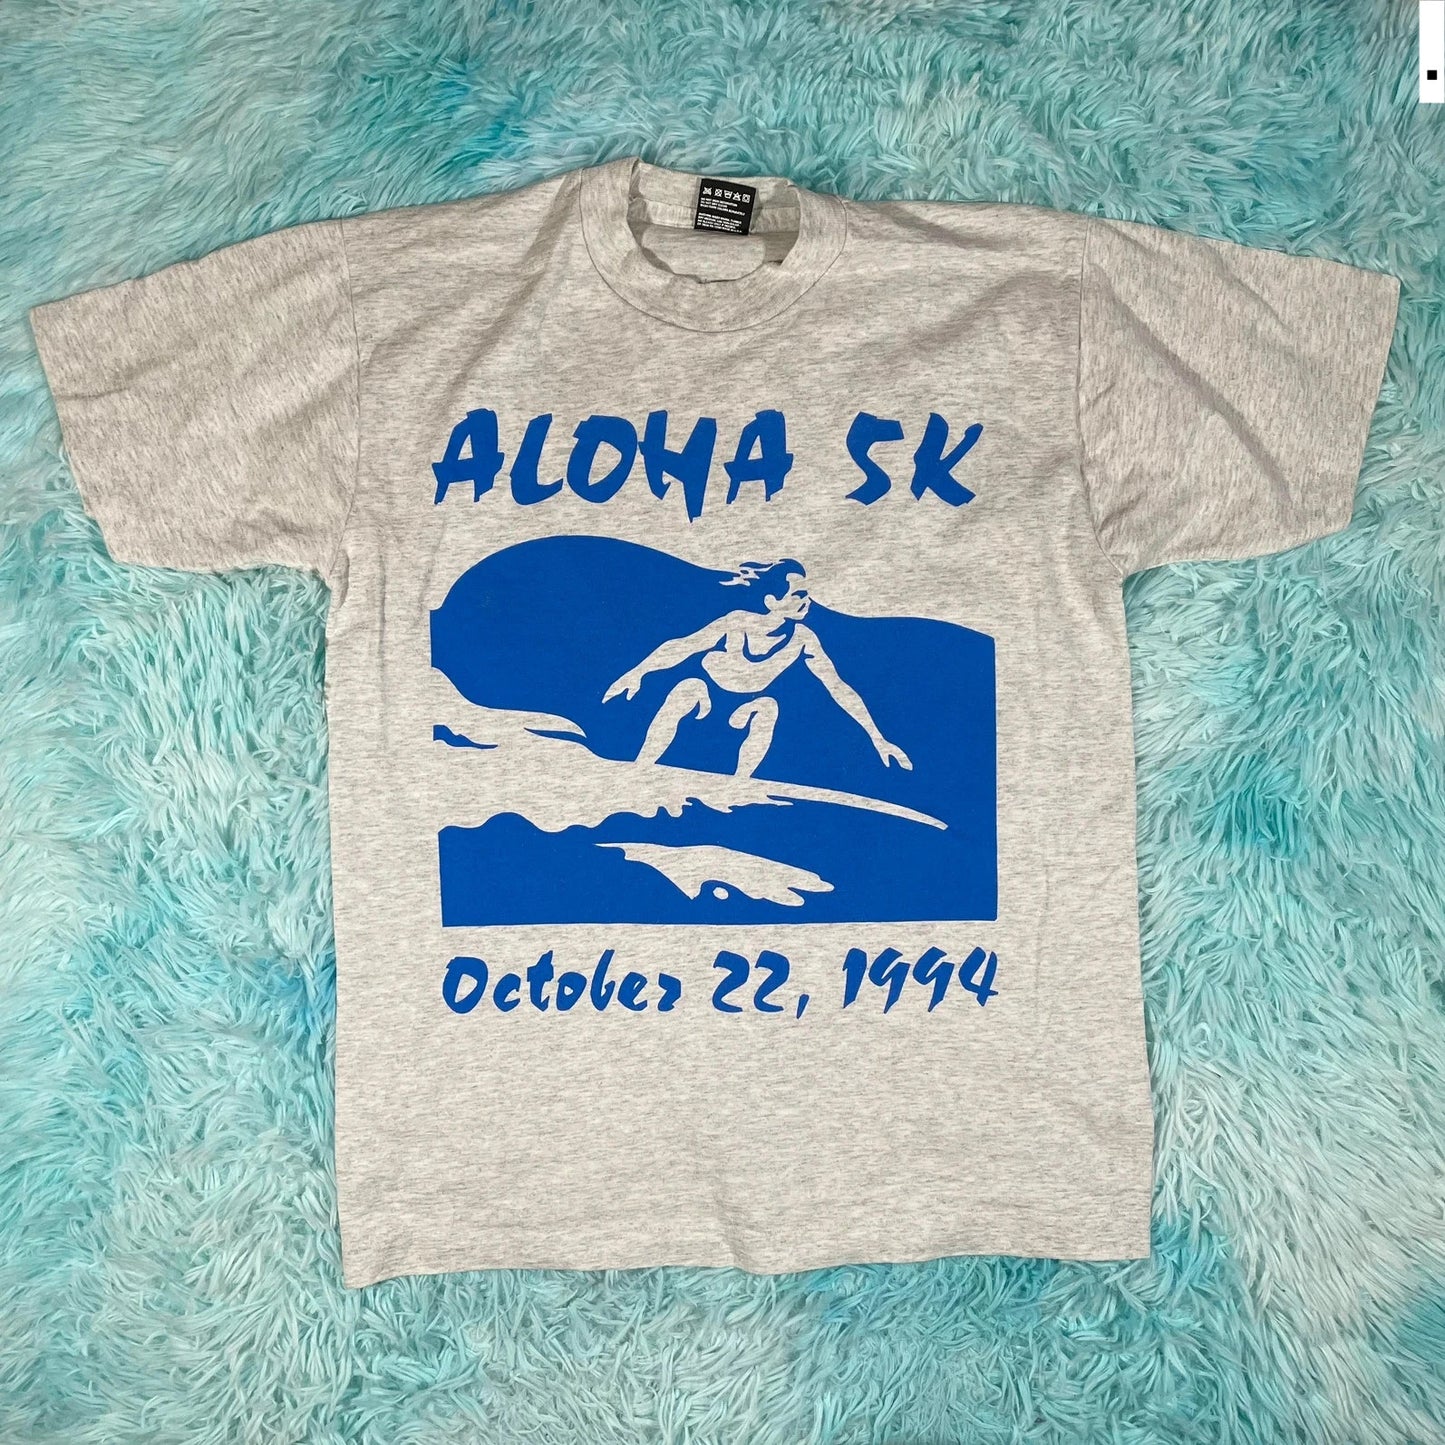 ALOHA 5K
October 22, 1994